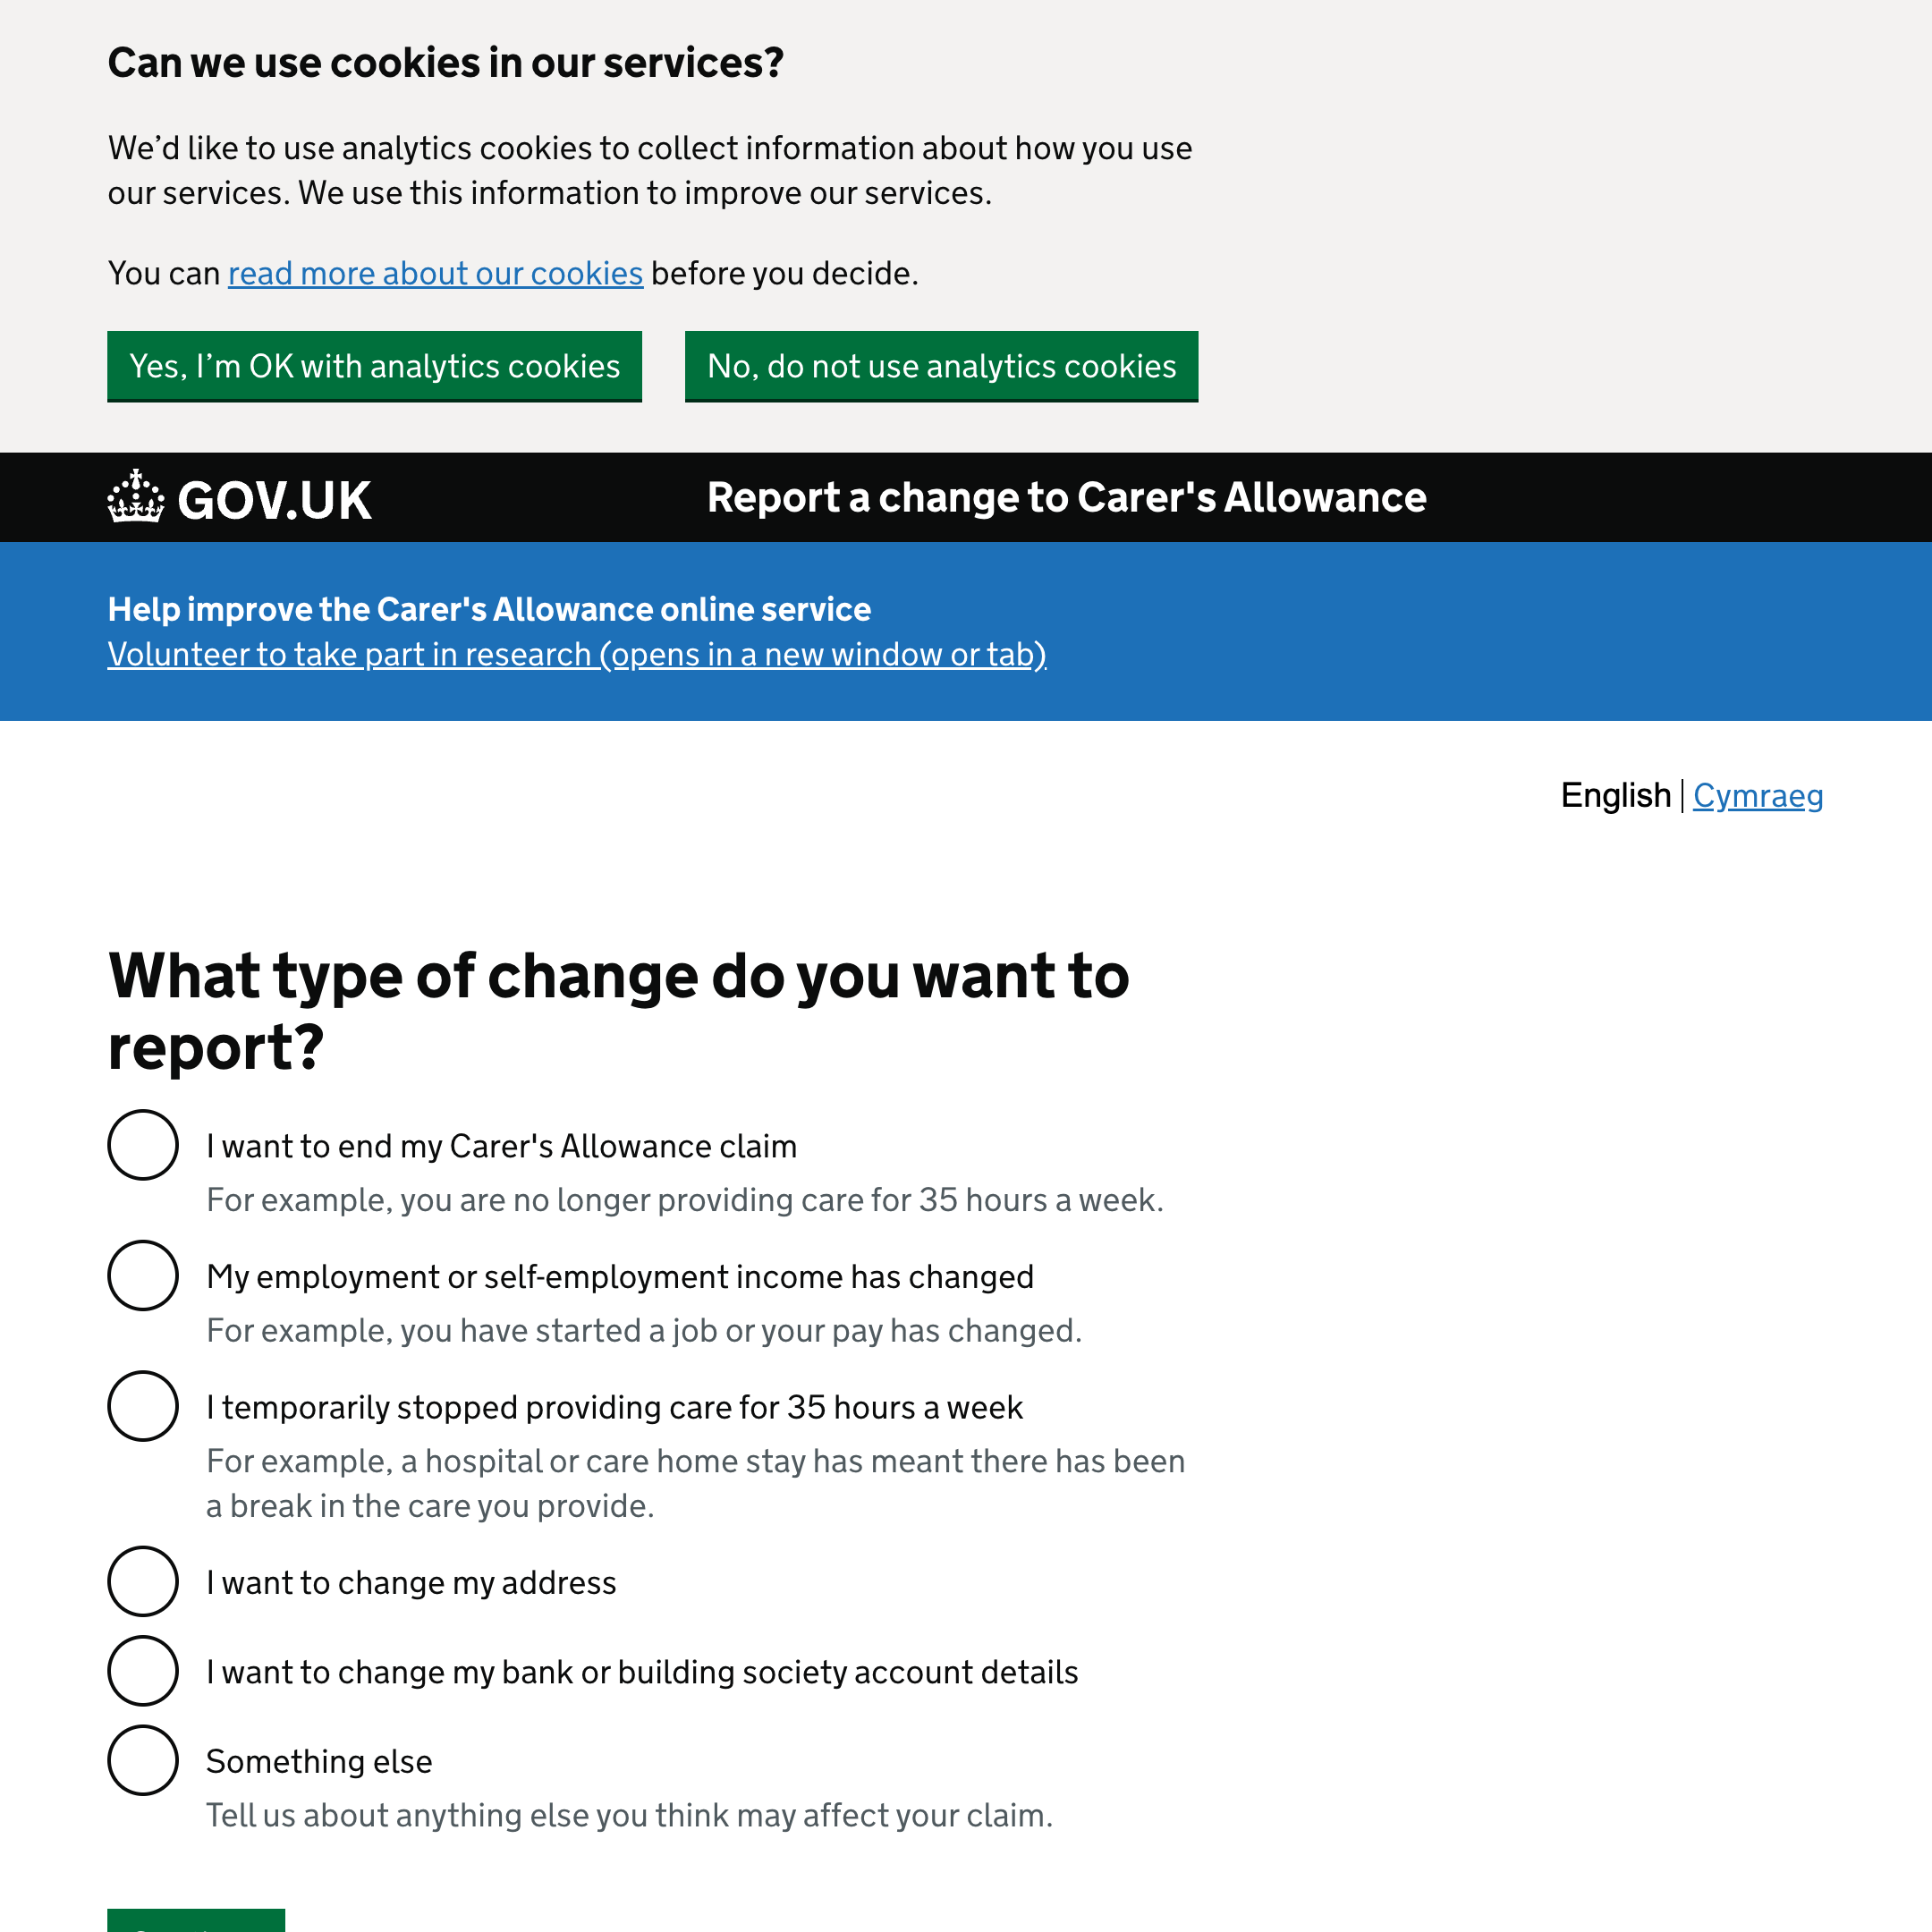 Can we use cookies in our services?
We’d like to use analytics cookies to collect information about how you use
our services. We use this information to improve our services.
You can read more about our cookies before you decide.
Yes, I’m OK with analytics cookies
No, do not use analytics cookies
GOV.UK
Report a change to Carer's Allowance
Help improve the Carer's Allowance online service
Volunteer to take part in research (opens in a new window or tab)
English | Cymraeg
What type of change do you want to
report?
I want to end my Carer's Allowance claim
For example, you are no longer providing care for 35 hours a week.
My employment or self-employment income has changed
For example, you have started a job or your pay has changed.
I temporarily stopped providing care for 35 hours a week
For example, a hospital or care home stay has meant there has been
a break in the care you provide.
I want to change my address
I want to change my bank or building society account details
Something else
Tell us about anything else you think may affect your claim.